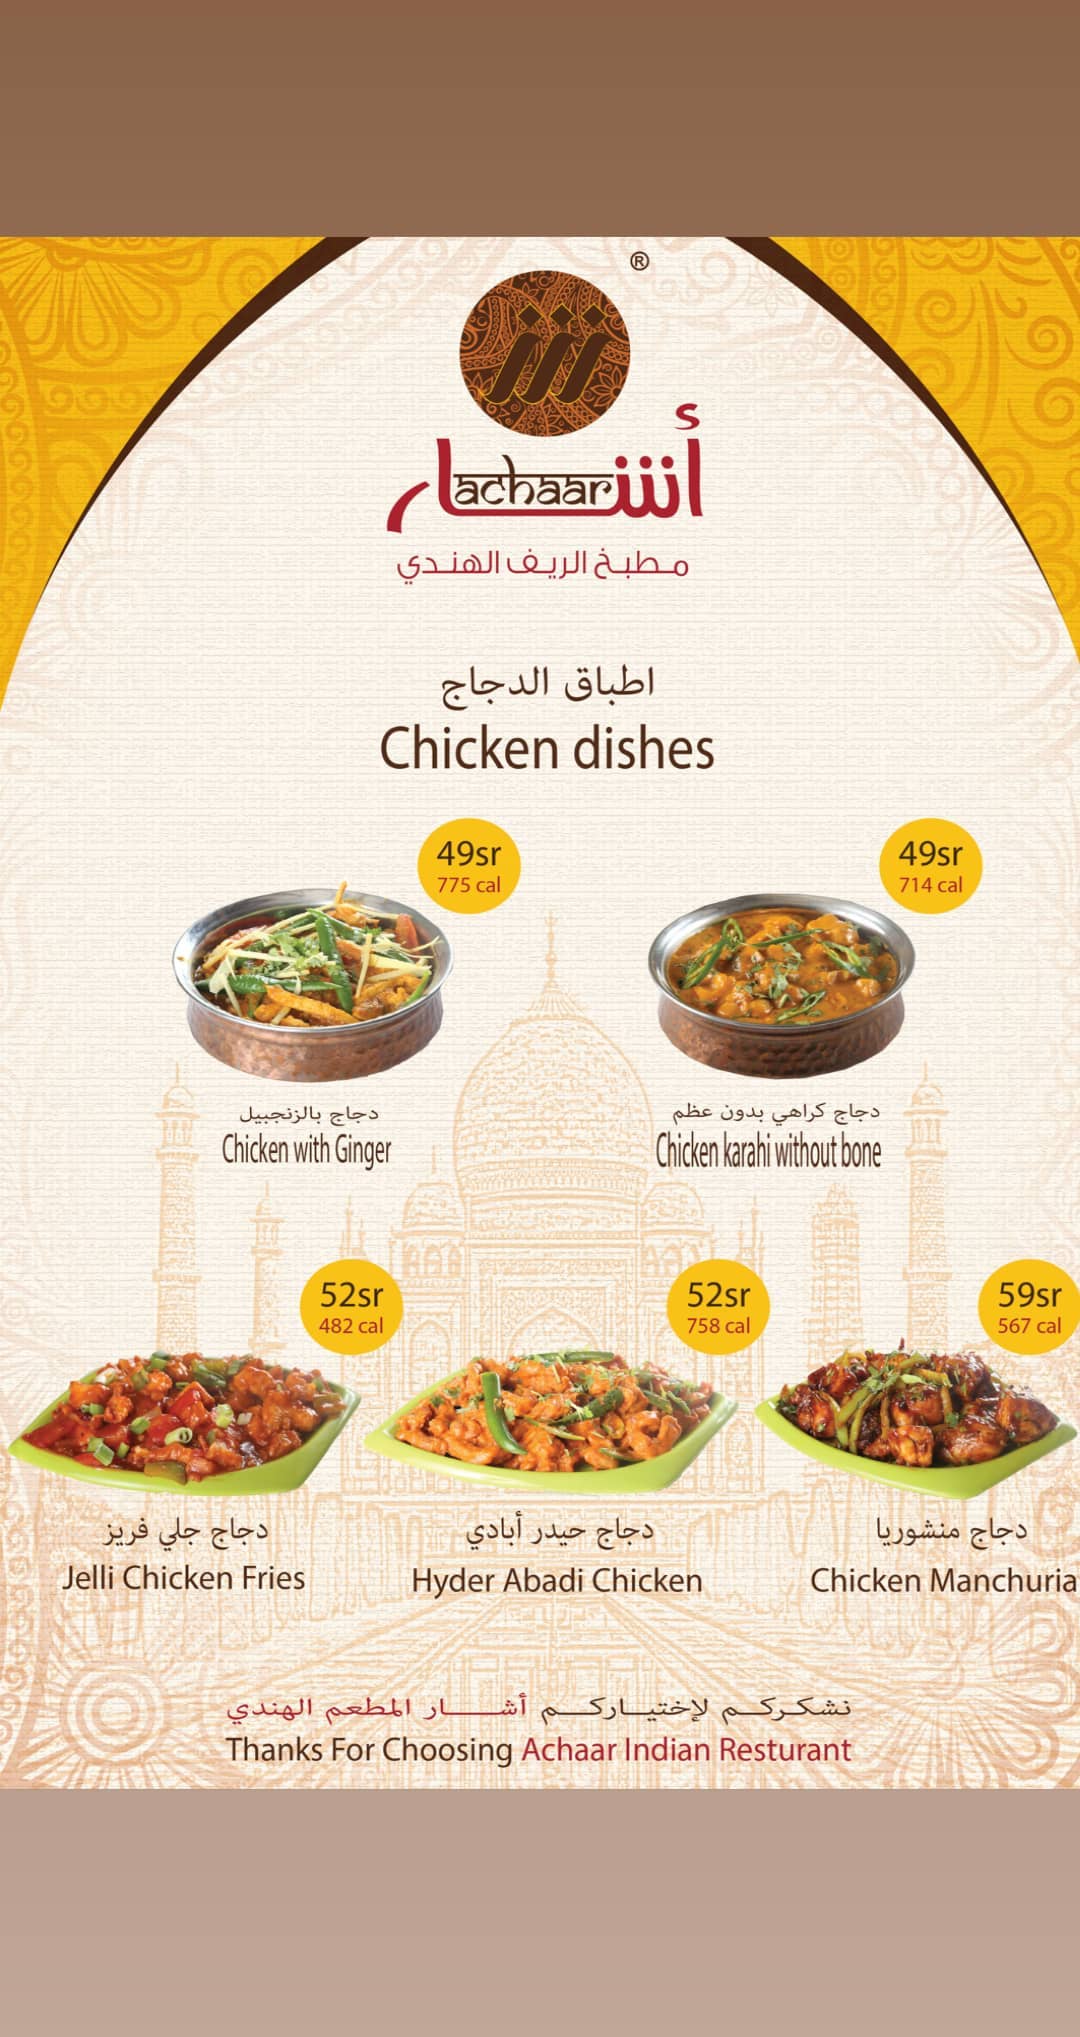 ®
أشار
achaar
مطبخ الريف الهندي
اطباق الدجاج
Chicken dishes
49sr
775 cal
49sr
714 cal
دجاج بالزنجبيل
Chicken with Ginger
دجاج كراهي بدون عظم
Chicken karahi without bone
52sr
482 cal
52sr
758 cal
59sr
567 cal
دجاج جلي فريز
Jelli Chicken Fries
دجاج حيدر أبادي
Hyder Abadi Chicken
دجاج منشوريا
Chicken Manchuria
نشكركم لإختياركم أشار المطعم الهندي
Thanks For Choosing Achaar Indian Resturant